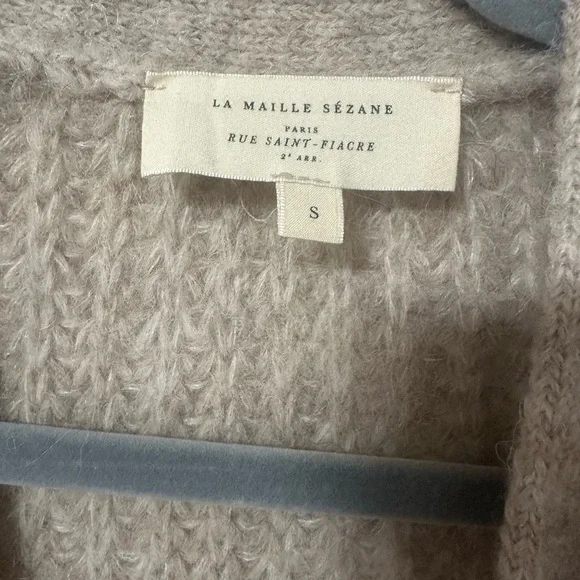 LA MAILLE SÉZANE
PARIS
RUE SAINT-FIACRE
2ᵉ ARR.
S